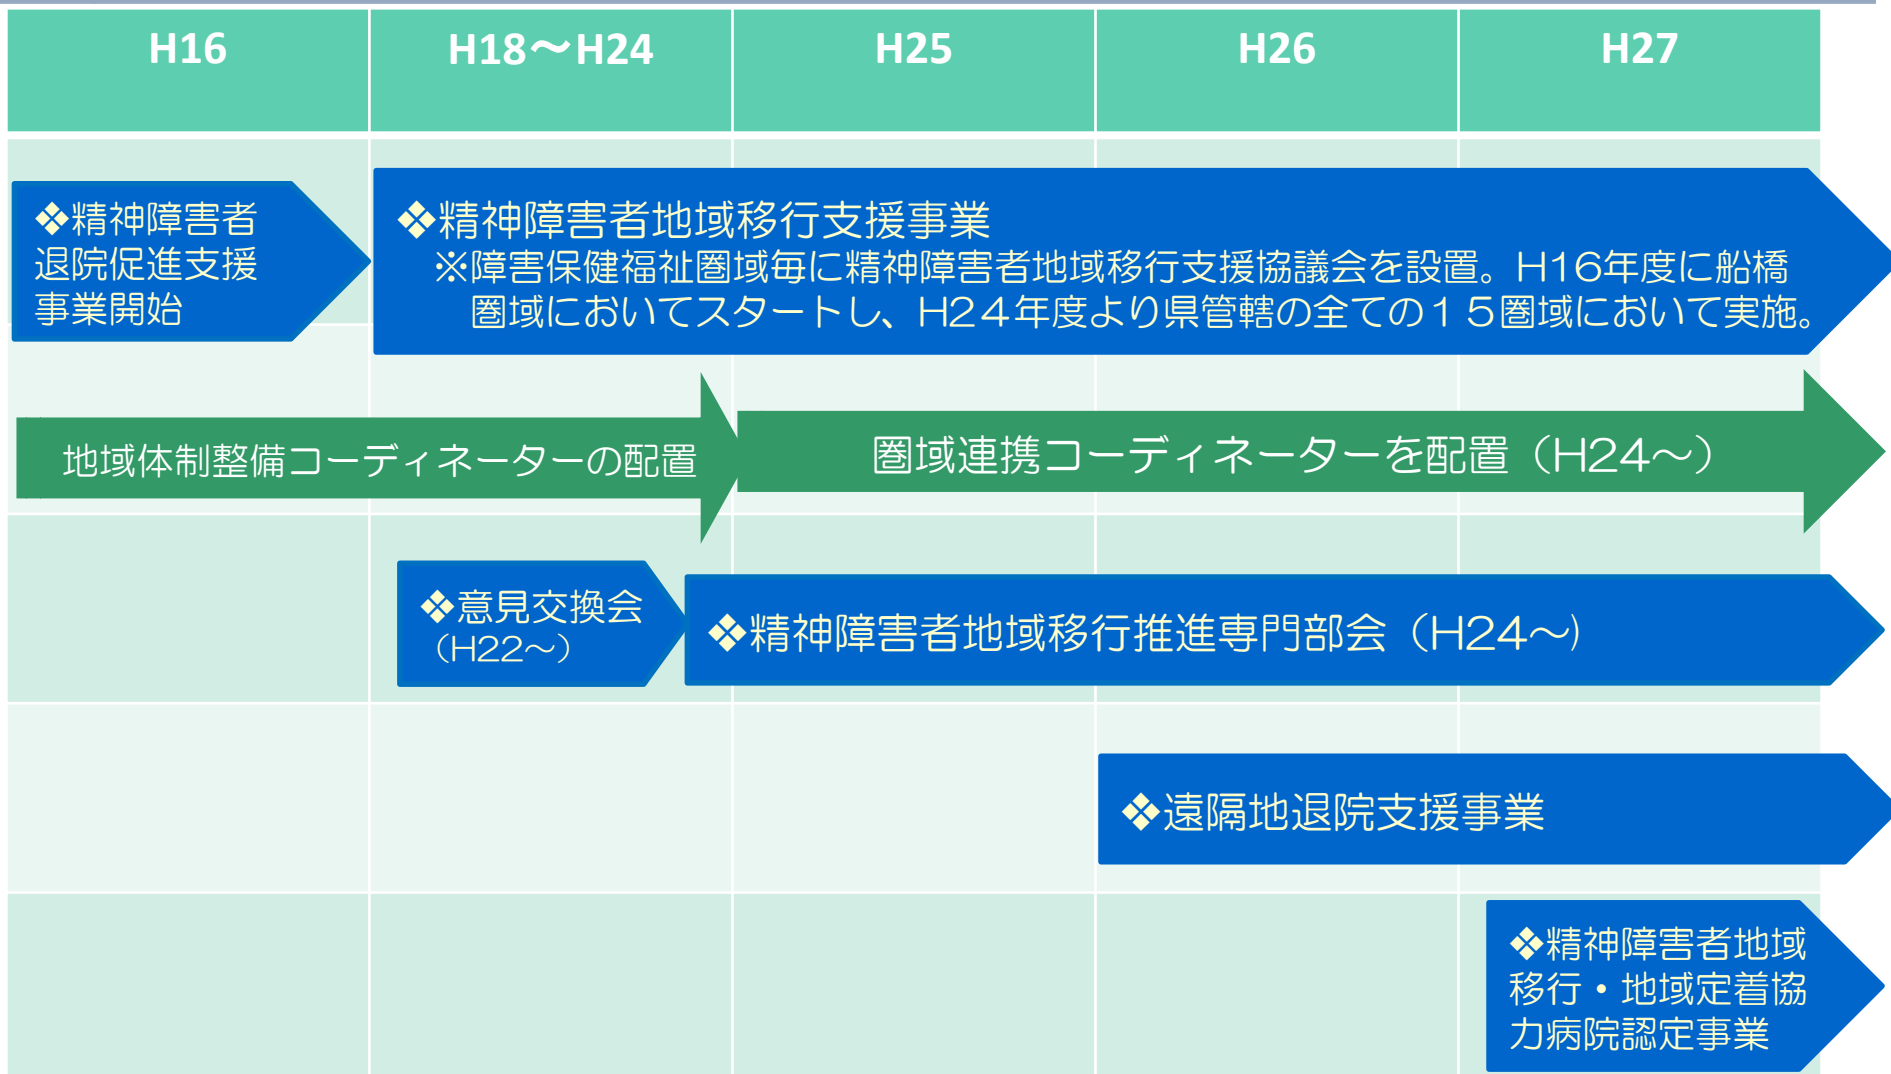 H16
H18～H24
H25
H26
H27
❖精神障害者
退院促進支援
事業開始
❖精神障害者地域移行支援事業
※障害保健福祉圏域毎に精神障害者地域移行支援協議会を設置。H16年度に船橋
圏域においてスタートし、H24年度より県管轄の全ての15圏域において実施。
地域体制整備コーディネーターの配置
圏域連携コーディネーターを配置（H24～）
❖意見交換会
（H22～）
❖精神障害者地域移行推進専門部会（H24～)
❖遠隔地退院支援事業
❖精神障害者地域
移行・地域定着協
力病院認定事業